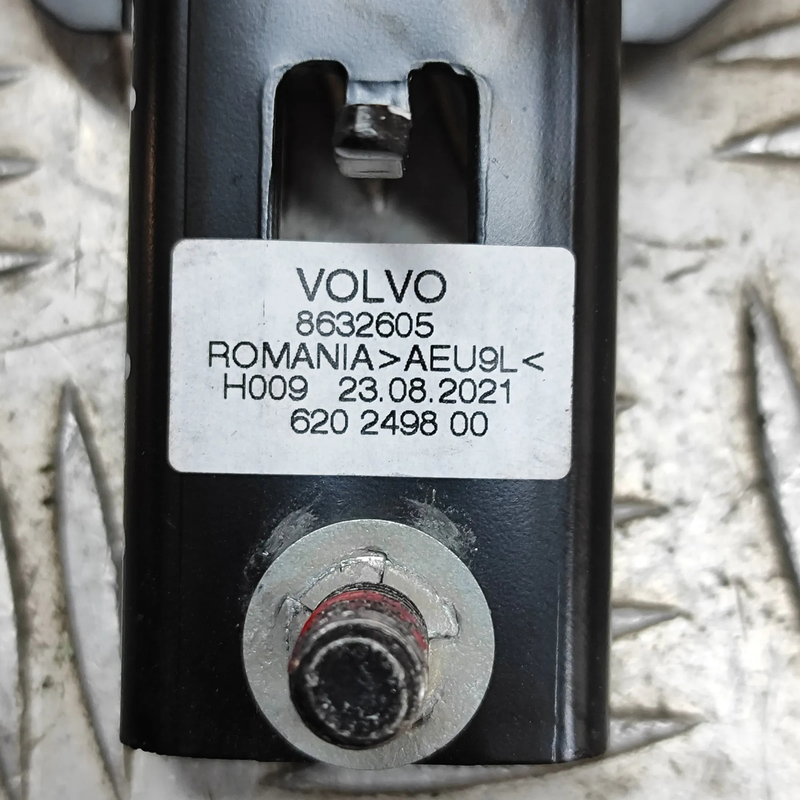 VOLVO
8632605
ROMANIA>AEU9L<
H009 23.08.2021
620 2498 00